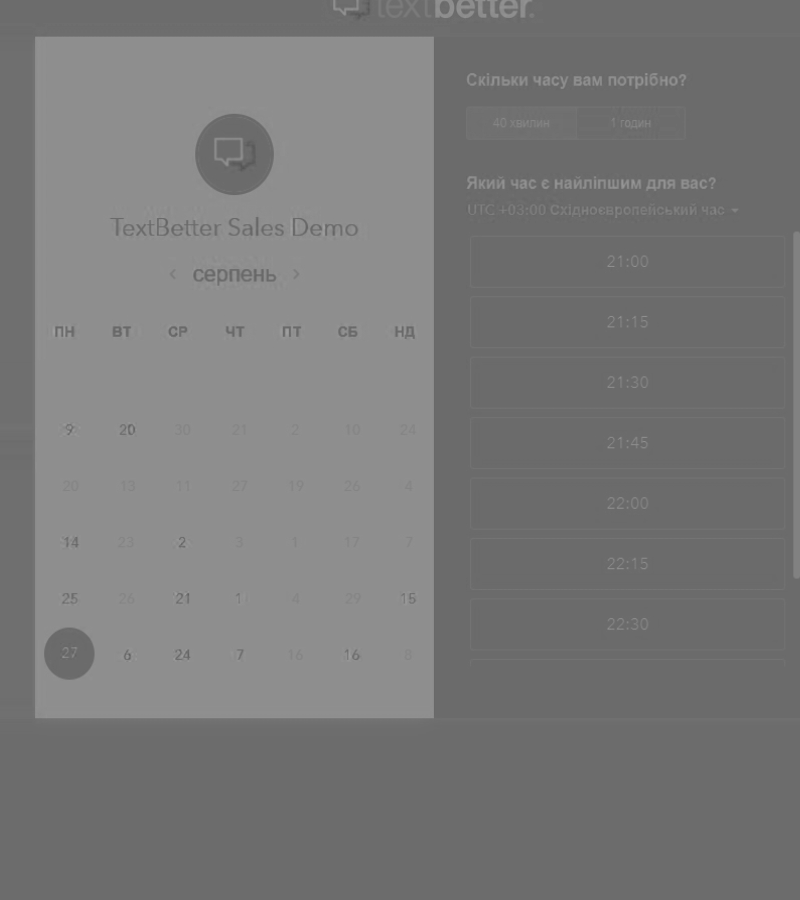 textbetter.
TextBetter Sales Demo
‹ серпень ›
ПН ВТ СР ЧТ ПТ СБ НД
9 20 30 21 2 10 24
20 13 11 27 19 26 4
14 23 2 3 1 17 7
25 26 21 1 4 29 15
27 6 24 7 16 16 8
Скільки часу вам потрібно?
40 хвилин 1 годин
Який час є найліпшим для вас?
UTC +03:00 Східноєвропейський час
21:00
21:15
21:30
21:45
22:00
22:15
22:30